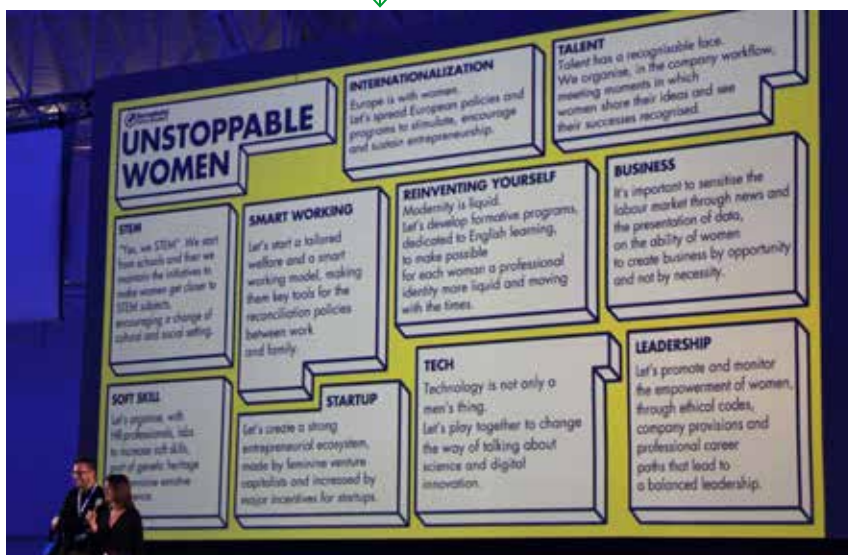 UNSTOPPABLE
WOMEN
INTERNATIONALIZATION
Europe is with women.
Let's spread European policies and
programs to stimulate, encourage
and sustain entrepreneurship.
TALENT
Talent has a recognisable face.
We organise, in the company workflow,
meeting moments in which
women share their ideas and see
their successes recognised.
STEM
"Yes, we STEM". We start
from schools and then we
maintain the initiatives to
make women get closer to
STEM subjects,
encouraging a change of
cultural and social setting.
SMART WORKING
Let's start a tailored
welfare and a smart
working model, making
them key tools for the
reconciliation policies
between work
and family.
REINVENTING YOURSELF
Modernity is liquid.
Let's develop formative programs,
dedicated to English learning,
to make possible
for each woman a professional
identity more liquid and moving
with the times.
BUSINESS
It's important to sensitise the
labour market through news and
the presentation of data,
on the ability of women
to create business by opportunity
and not by necessity.
SOFT SKILL
Let's organise, with
HR professionals, labs
to increase soft skills,
part of genetic heritage
STARTUP
Let's create a strong
entrepreneurial ecosystem,
made by feminine venture
capitalists and increased by
major incentives for startups.
TECH
Technology is not only a
men's thing.
Let's play together to change
the way of talking about
science and digital
innovation.
LEADERSHIP
Let's promote and monitor
the empowerment of women,
through ethical codes,
company provisions and
professional career
paths that lead to
a balanced leadership.